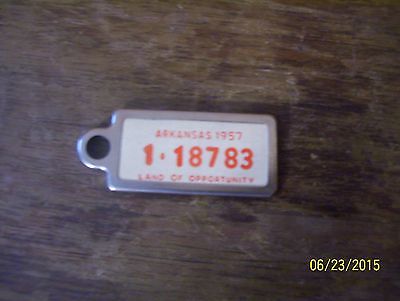 ARKANSAS 1957
1·18783
LAND OF OPPORTUNITY
06/23/2015